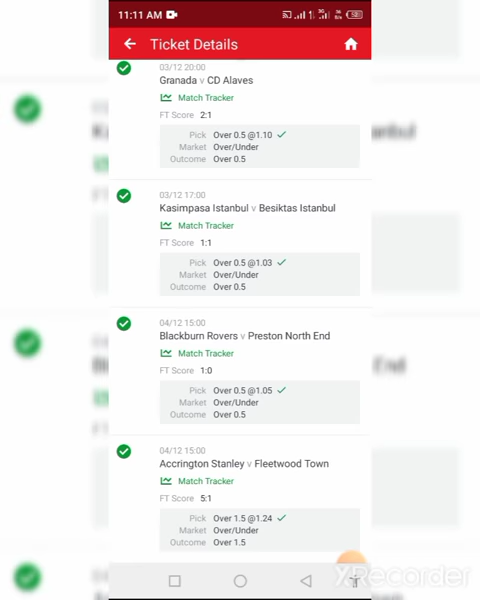 11:11 AM
Ticket Details
03/12 20:00
Granada v CD Alaves
Match Tracker
FT Score 2:1
Pick Over 0.5 @1.10
Market Over/Under
Outcome Over 0.5
03/12 17:00
Kasimpasa Istanbul v Besiktas Istanbul
Match Tracker
FT Score 1:1
Pick Over 0.5 @1.03
Market Over/Under
Outcome Over 0.5
04/12 15:00
Blackburn Rovers v Preston North End
Match Tracker
FT Score 1:0
Pick Over 0.5 @1.05
Market Over/Under
Outcome Over 0.5
04/12 15:00
Accrington Stanley v Fleetwood Town
Match Tracker
FT Score 5:1
Pick Over 1.5 @1.24
Market Over/Under
Outcome Over 1.5
XRecorder